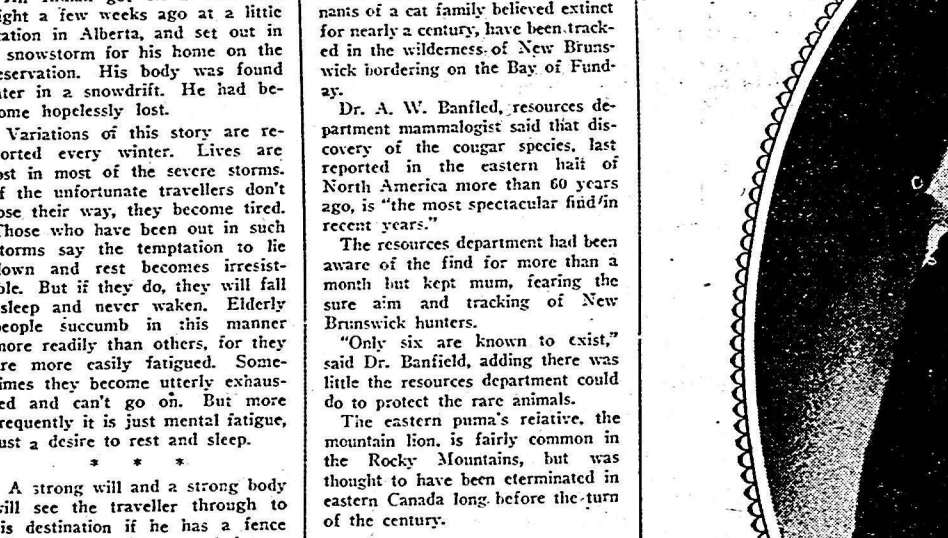 ight a few weeks ago at a little
ation in Alberta, and set out in
snowstorm for his home on the
eservation. His body was found
ter in a snowdrift. He had be-
ome hopelessly lost.
Variations of this story are re-
orted every winter. Lives are
ost in most of the severe storms.
f the unfortunate travellers don't
ose their way, they become tired.
Those who have been out in such
torms say the temptation to lie
down and rest becomes irresist-
ble. But if they do, they will fall
sleep and never waken. Elderly
people succumb in this manner
more readily than others, for they
re more easily fatigued. Some-
imes they become utterly exhaus-
ed and can't go on. But more
requently it is just mental fatigue,
ust a desire to rest and sleep.
* * *
A strong will and a strong body
will see the traveller through to
is destination if he has a fence
nants of a cat family believed extinct
for nearly a century, have been track-
ed in the wilderness of New Bruns-
wick bordering on the Bay of Fund-
ay.
Dr. A. W. Banfled, resources de-
partment mammalogist said that dis-
covery of the cougar species, last
reported in the eastern half of
North America more than 60 years
ago, is "the most spectacular find in
recent years."
The resources department had been
aware of the find for more than a
month but kept mum, fearing the
sure aim and tracking of New
Brunswick hunters.
"Only six are known to exist,"
said Dr. Banfield, adding there was
little the resources department could
do to protect the rare animals.
The eastern puma's relative, the
mountain lion, is fairly common in
the Rocky Mountains, but was
thought to have been eterminated in
eastern Canada long before the turn
of the century.